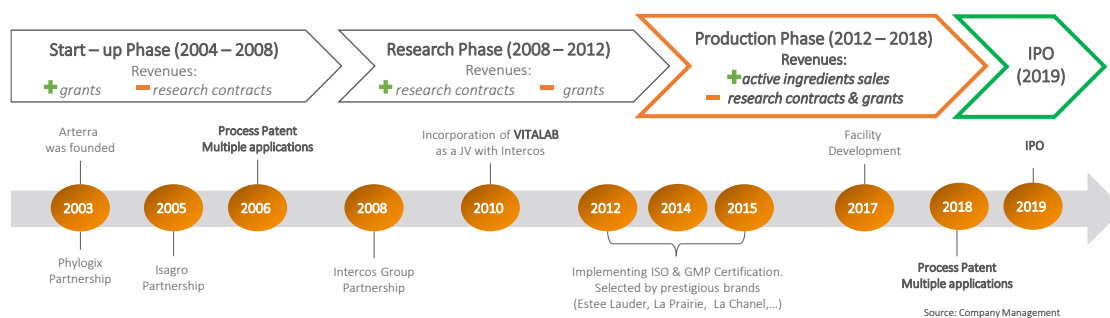 Start – up Phase (2004 – 2008)
Revenues:
+ grants − research contracts
Research Phase (2008 – 2012)
Revenues:
+ research contracts − grants
Production Phase (2012 – 2018)
Revenues:
+ active ingredients sales
− research contracts & grants
IPO
(2019)
Arterra
was founded
Process Patent
Multiple applications
Incorporation of VITALAB
as a JV with Intercos
Facility
Development
IPO
2003
2005
2006
2008
2010
2012
2014
2015
2017
2018
2019
Phylogix
Partnership
Isagro
Partnership
Intercos Group
Partnership
Implementing ISO & GMP Certification.
Selected by prestigious brands
(Estee Lauder, La Prairie, La Chanel,...)
Process Patent
Multiple applications
Source: Company Management